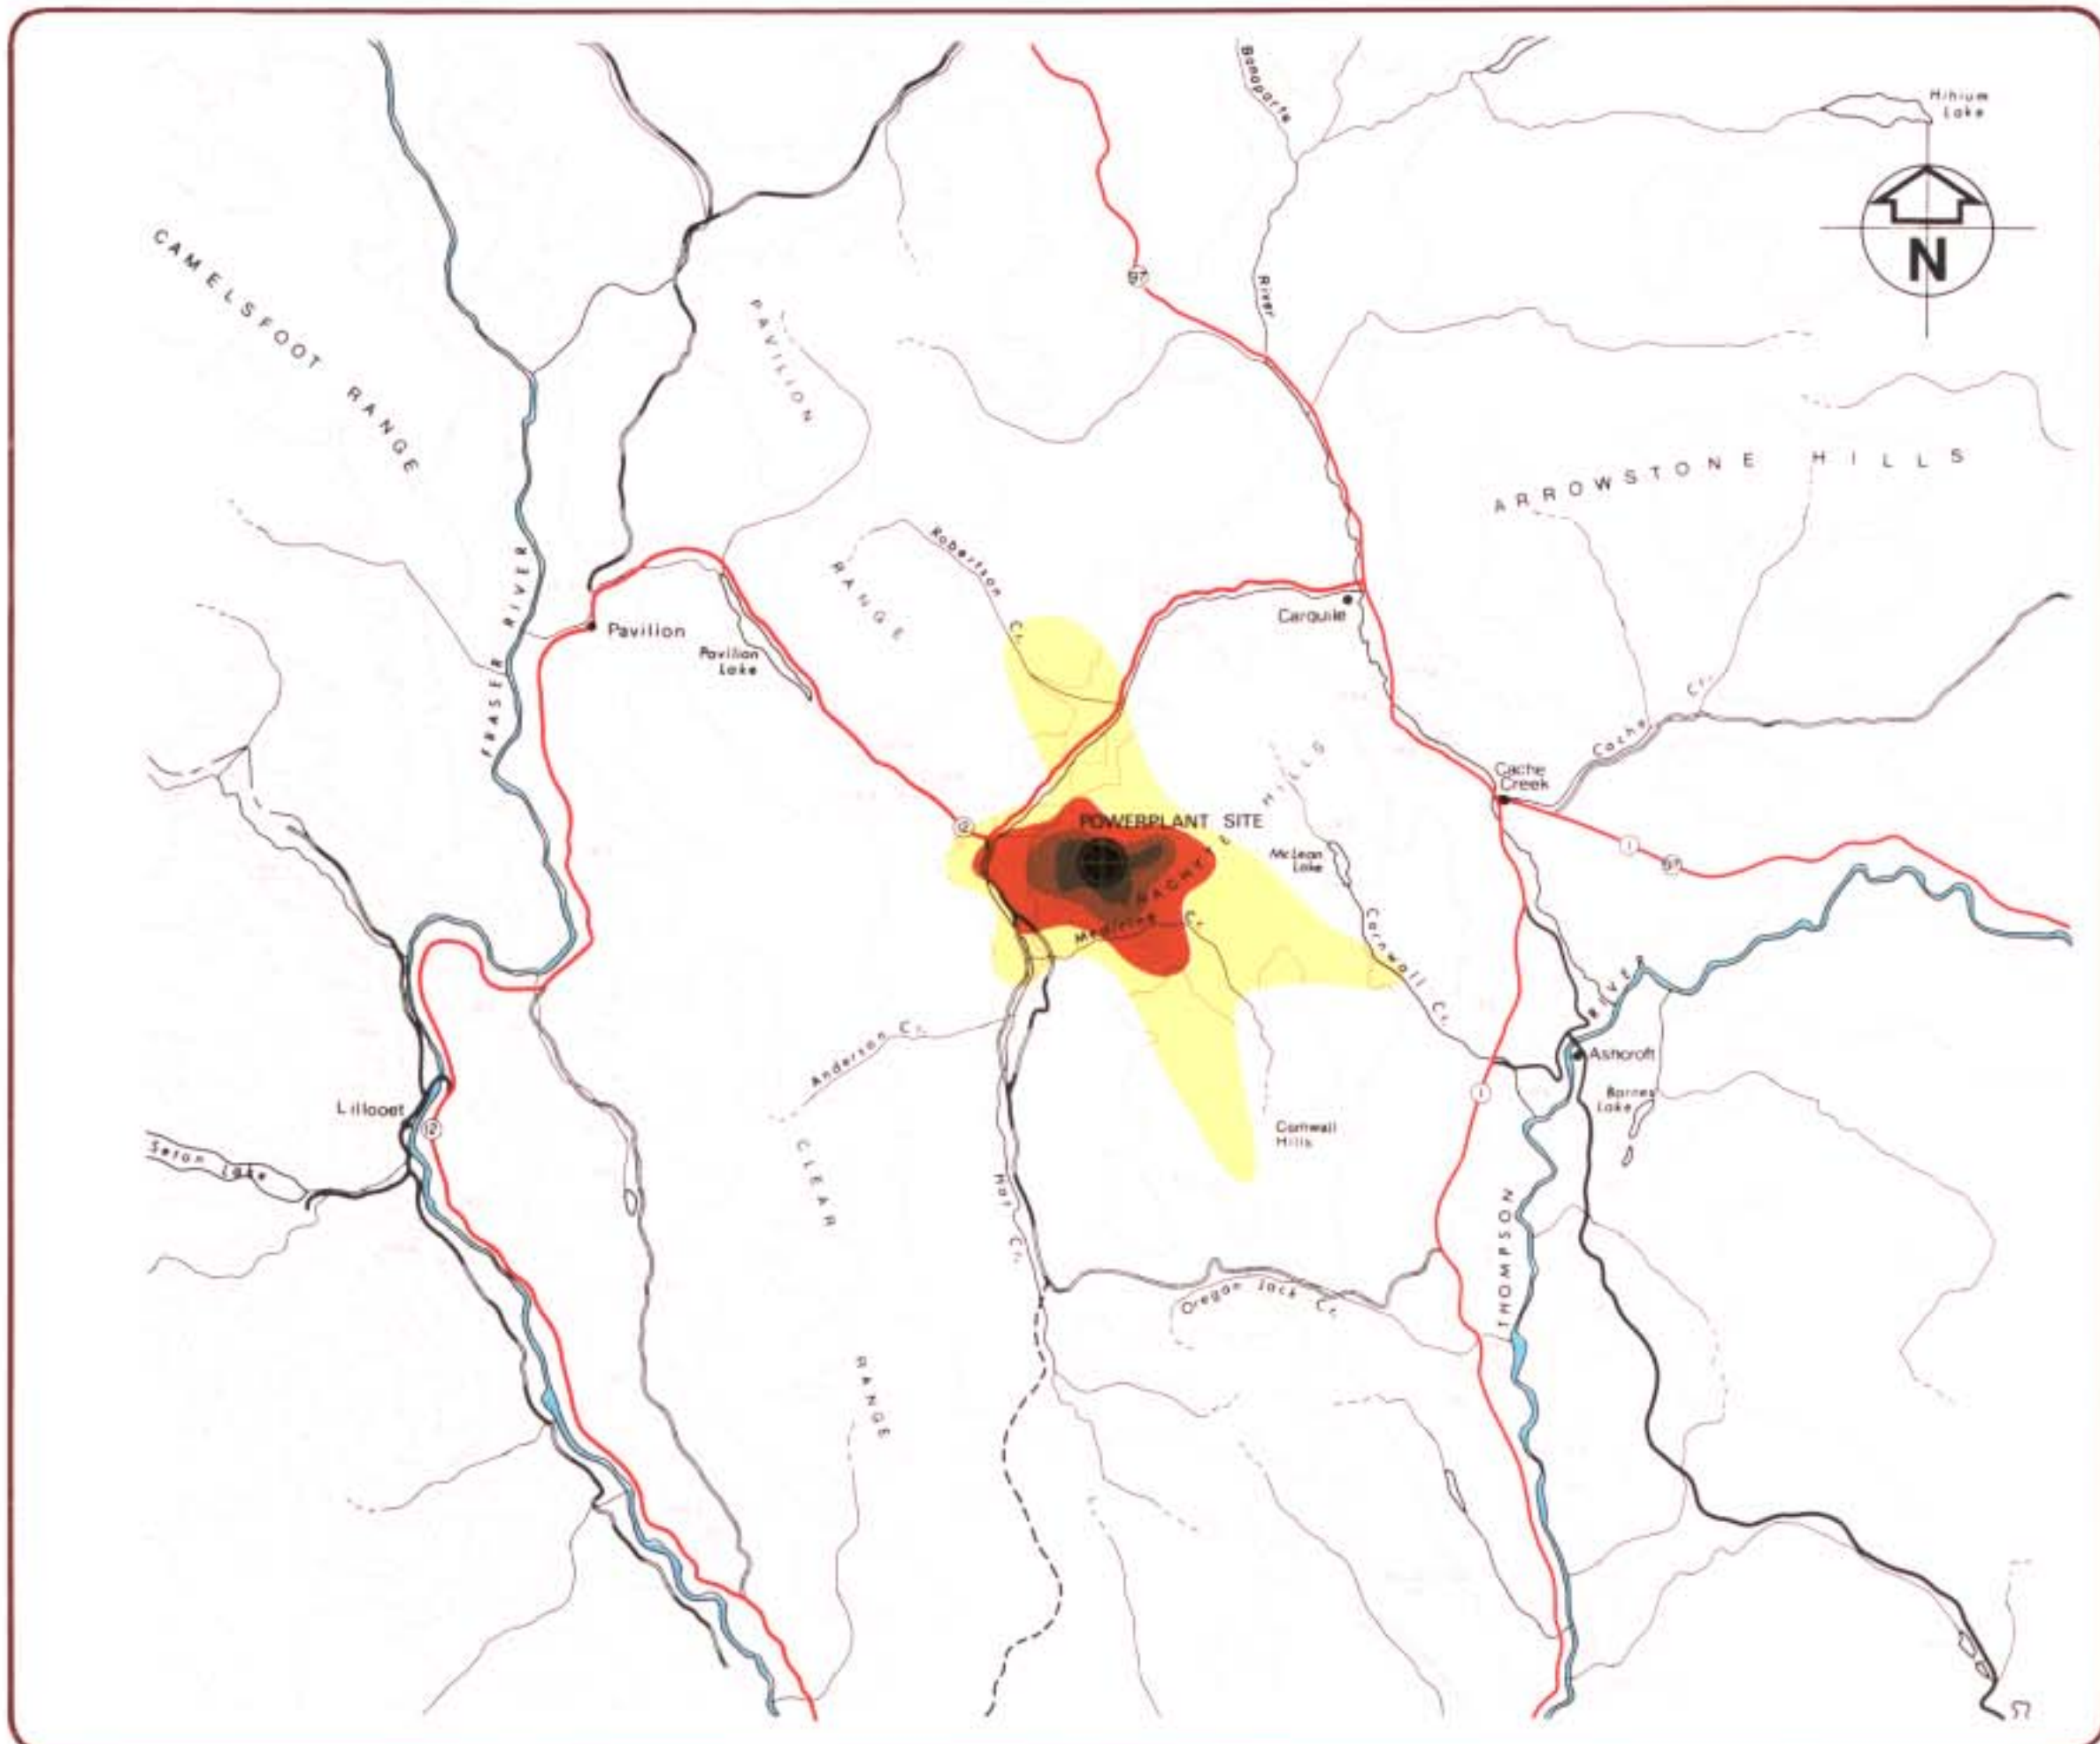 Bonaparte
River
Hihium
Lake
N
CAMELSFOOT RANGE
97
PAVILION
RANGE
ARROWSTONE HILLS
Robertson
Cr.
FRASER RIVER
Pavilion
Pavilion
Lake
Carquile
Cache Cr.
Cache
Creek
12
POWERPLANT SITE
HILLS
McLean
Lake
1
97
Medicine Cr.
Cornwall Cr.
RIVER
Ashcroft
Barnes
Lake
Anderson Cr.
Lillooet
12
1
Cornwall
Hills
Seton Lake
CLEAR
RANGE
Hat Cr.
THOMPSON
Oregon Jack Cr.